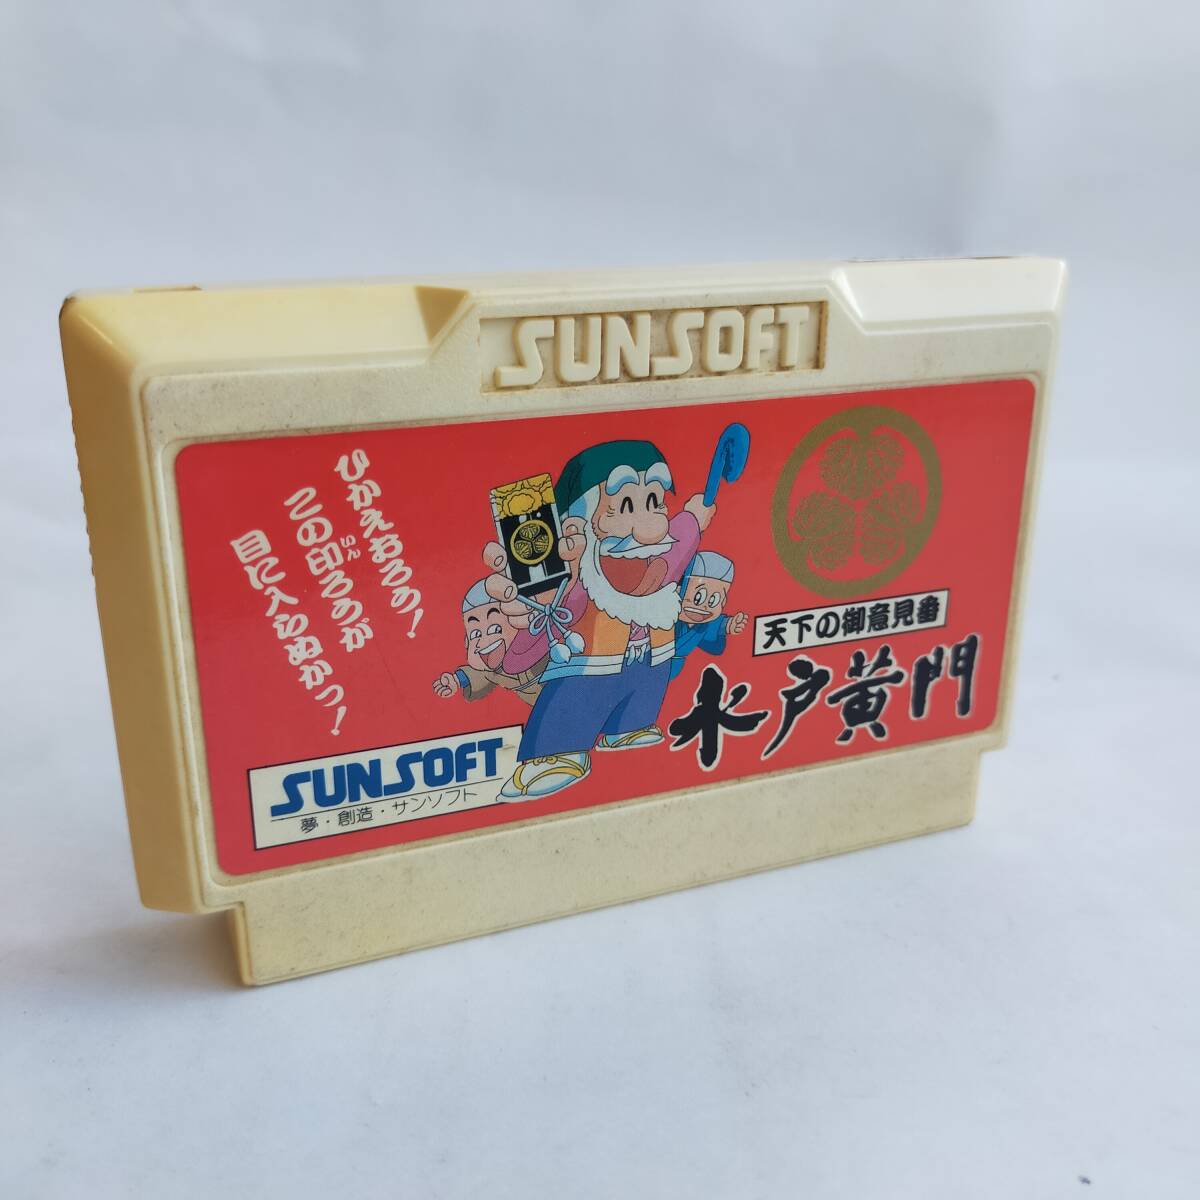 SUNSOFT
ひかえおろう!
この印ろうが
いん
目に入らぬかっ!
天下の御意見番
水戸黄門
SUNSOFT
夢・創造・サンソフト